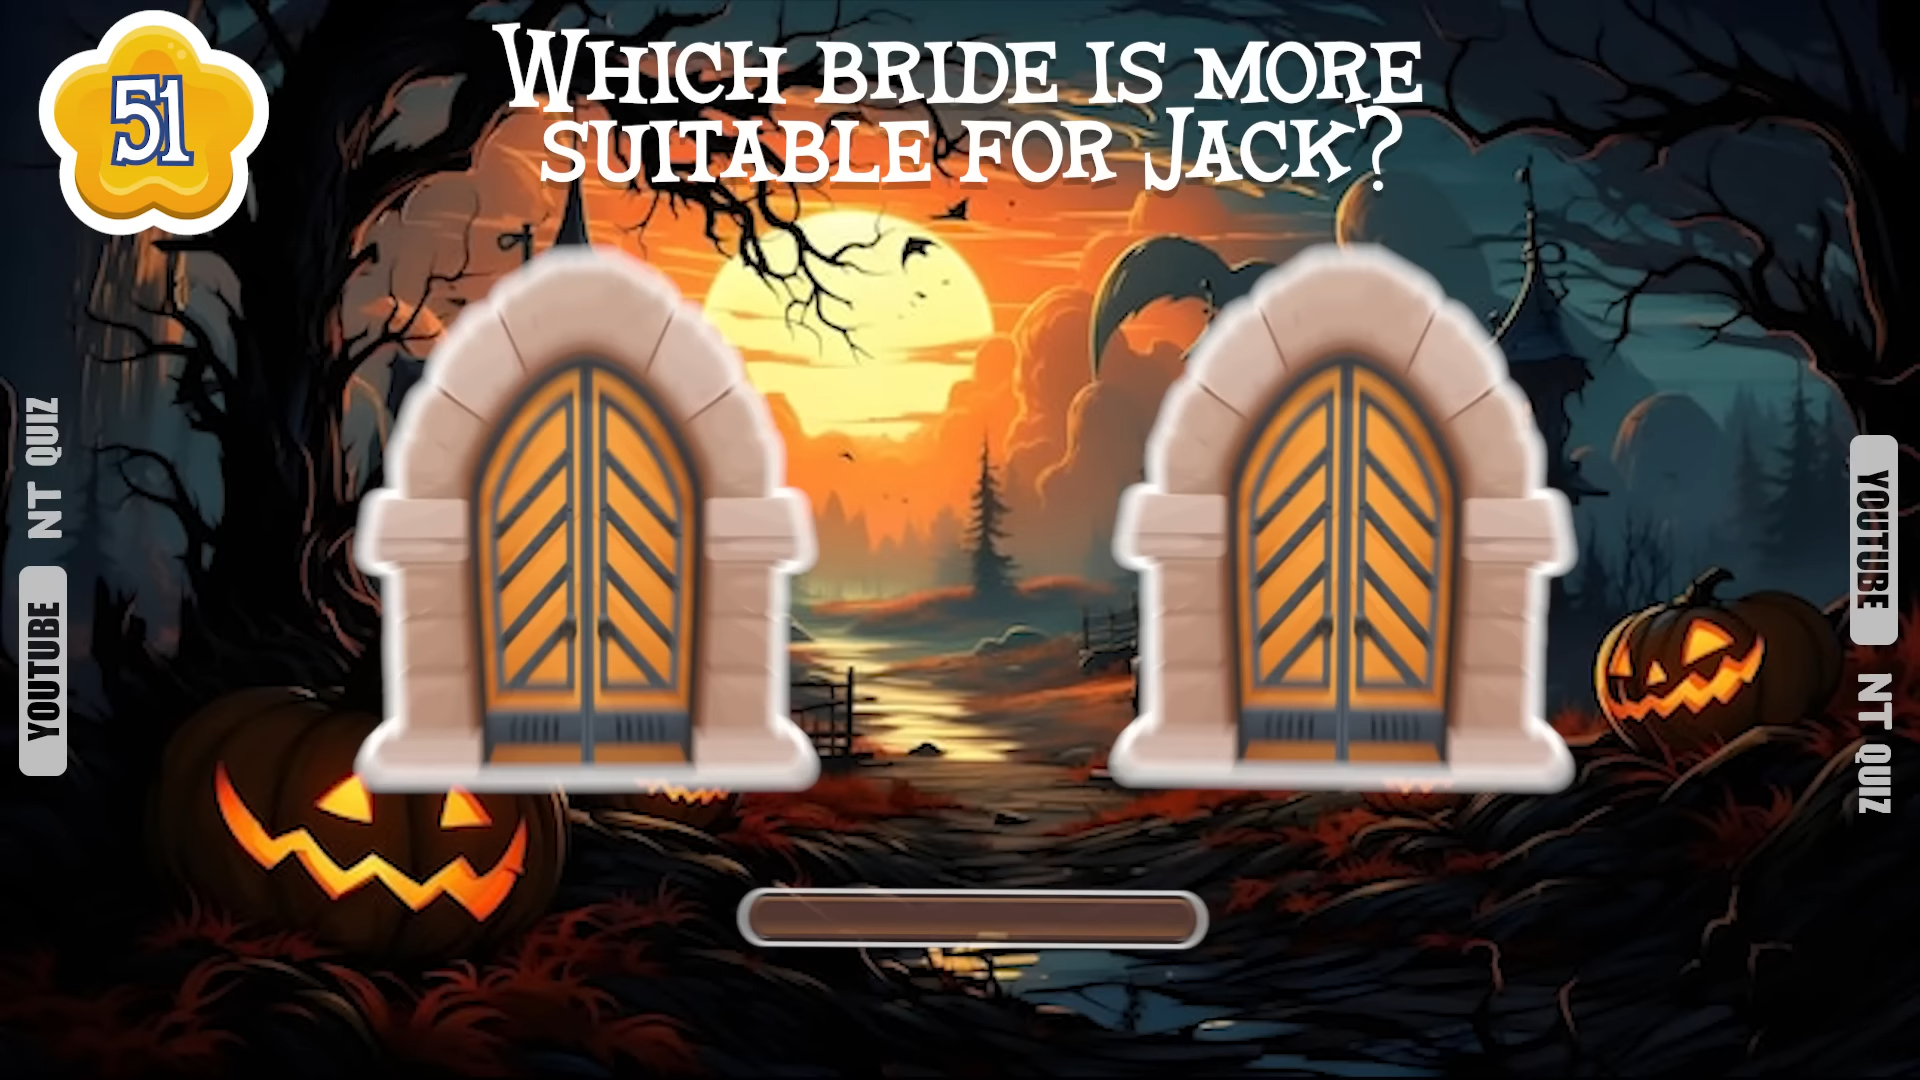 51
WHICH BRIDE IS MORE
SUITABLE FOR JACK?
YOUTUBE NT QUIZ
YOUTUBE NT QUIZ